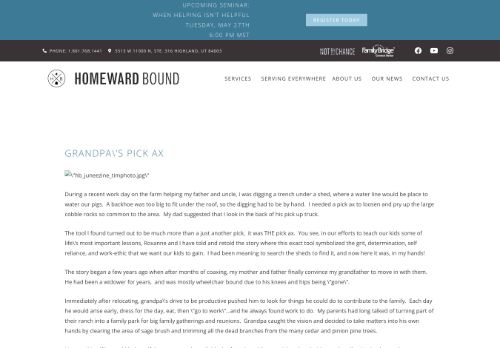 UPCOMING SEMINAR:
WHEN HELPING ISN'T HELPFUL
TUESDAY, MAY 27TH
6:00 PM MST
REGISTER TODAY
PHONE: 1.801.768.1441
5513 W 11000 N, STE. 316 HIGHLAND, UT 84003
NOT BY CHANCE
FamilyBridge
HOMEWARD BOUND
SERVICES SERVING EVERYWHERE ABOUT US OUR NEWS CONTACT US
GRANDPA\'S PICK AX
\"hb_juneezine_timphoto.jpg\"
During a recent work day on the farm helping my father and uncle, I was digging a trench under a shed, where a water line would be place to
water our pigs. A backhoe was too big to fit under the roof, so the digging had to be by hand. I needed a pick ax to loosen and pry up the large
cobble rocks so common to the area. My dad suggested that I look in the back of his pick up truck.
The tool I found turned out to be much more than a just another pick, it was THE pick ax. You see, in our efforts to teach our kids some of
life\'s most important lessons, Roxanne and I have told and retold the story where this exact tool symbolized the grit, determination, self
reliance, and work-ethic that we want our kids to gain. I had been meaning to search the sheds to find it, and now here it was, in my hands!
The story began a few years ago when after months of coaxing, my mother and father finally convince my grandfather to move in with them.
He had been a widower for years and was mostly wheelchair bound due to his knees and hips being \"gone\".
Immediately after relocating, grandpa\'s drive to be productive pushed him to look for things he could do to contribute to the family. Each day
he would arise early, dress for the day, eat, then \"go to work\"...and he always found work to do. My parents had long talked of turning part of
their ranch into a family park for big family gatherings and reunions. Grandpa caught the vision and decided to take matters into his own
hands by clearing the area of sage brush and trimming all the dead branches from the many cedar and pinion pine trees.